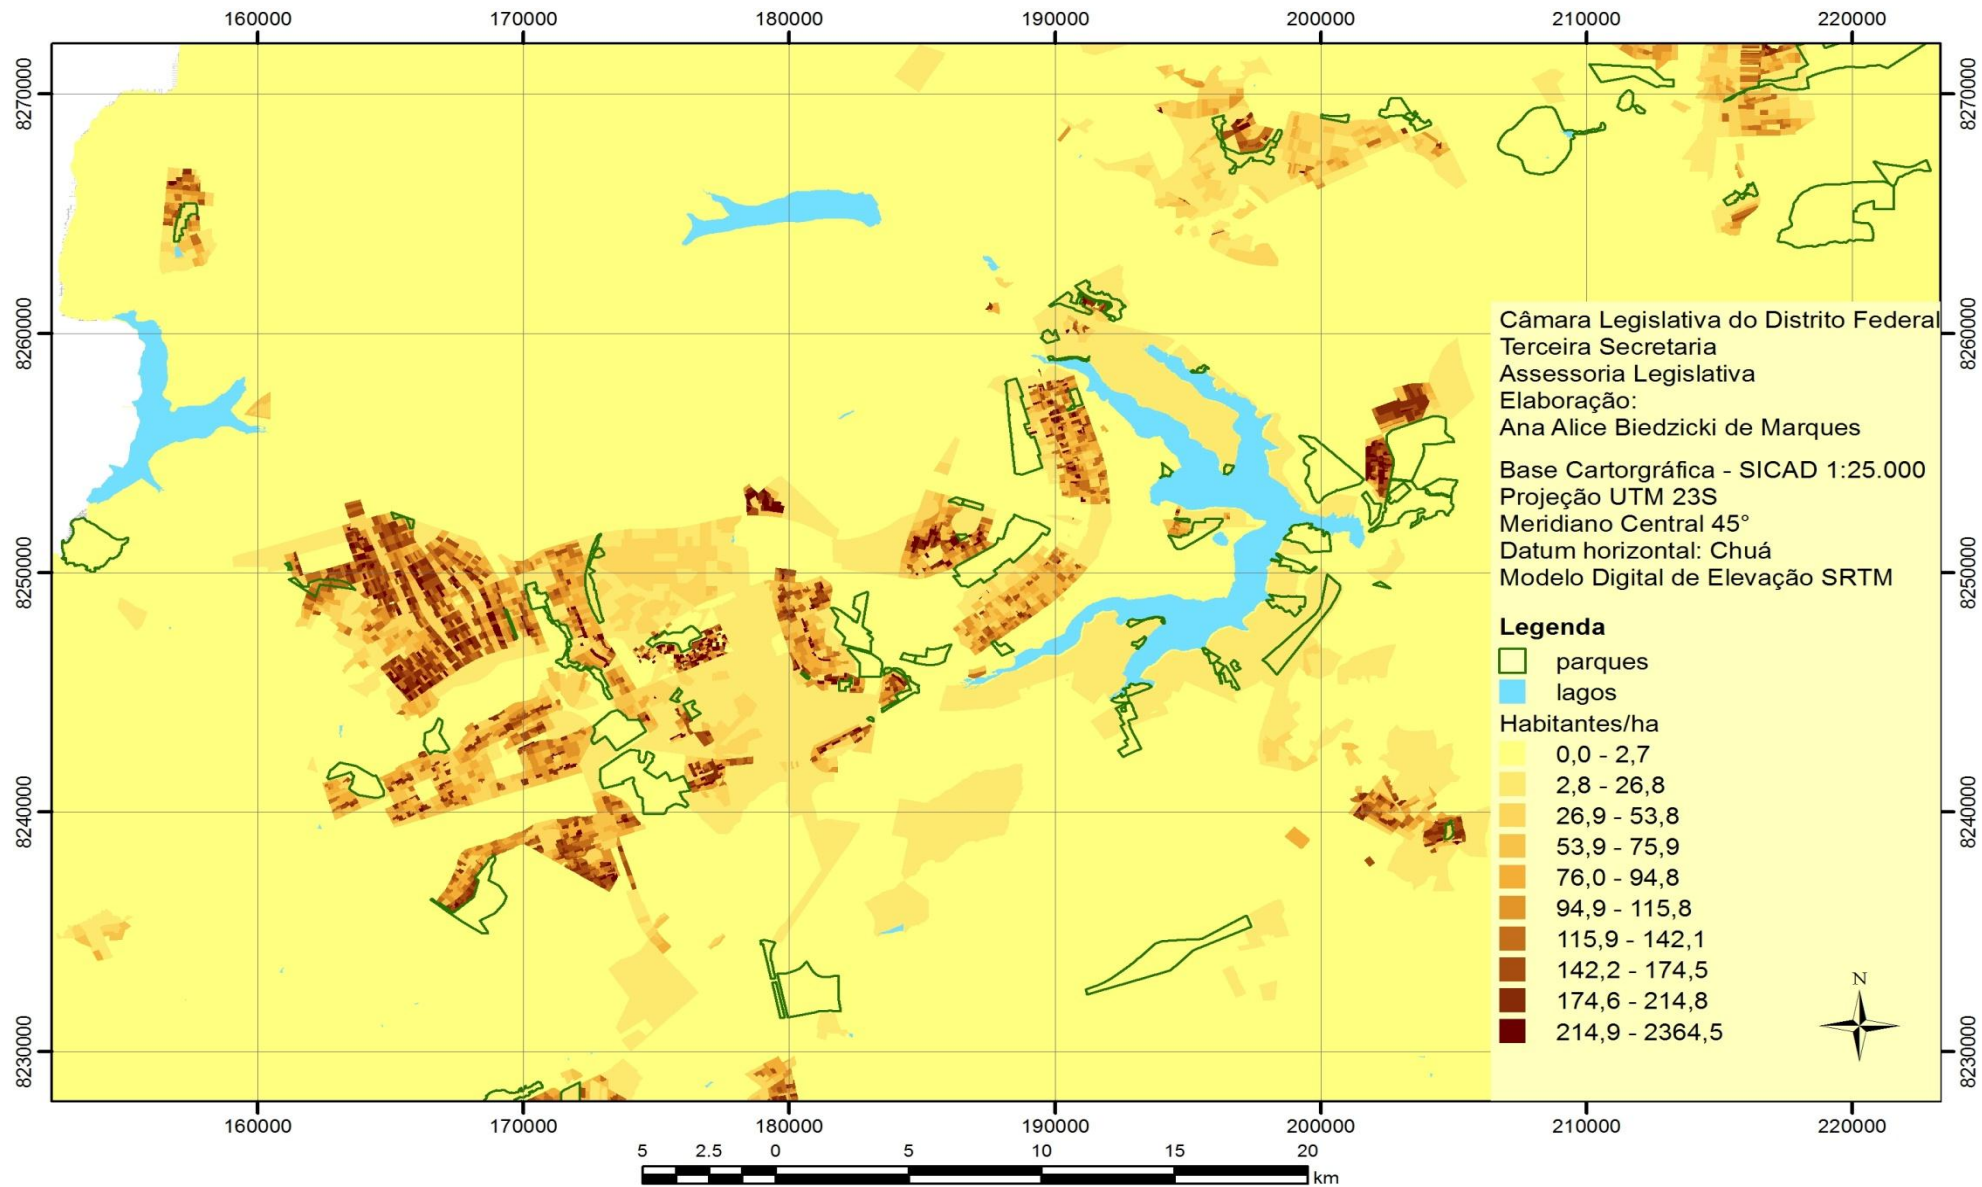 160000 170000 180000 190000 200000 210000 220000
8270000 8270000
8260000 8260000
8250000 8250000
8240000 8240000
8230000 8230000
Câmara Legislativa do Distrito Federal
Terceira Secretaria
Assessoria Legislativa
Elaboração:
Ana Alice Biedzicki de Marques
Base Cartorgráfica - SICAD 1:25.000
Projeção UTM 23S
Meridiano Central 45°
Datum horizontal: Chuá
Modelo Digital de Elevação SRTM
Legenda
parques
lagos
Habitantes/ha
0,0 - 2,7
2,8 - 26,8
26,9 - 53,8
53,9 - 75,9
76,0 - 94,8
94,9 - 115,8
115,9 - 142,1
142,2 - 174,5
174,6 - 214,8
214,9 - 2364,5
N
160000 170000 180000 190000 200000 210000 220000
5 2.5 0 5 10 15 20
km